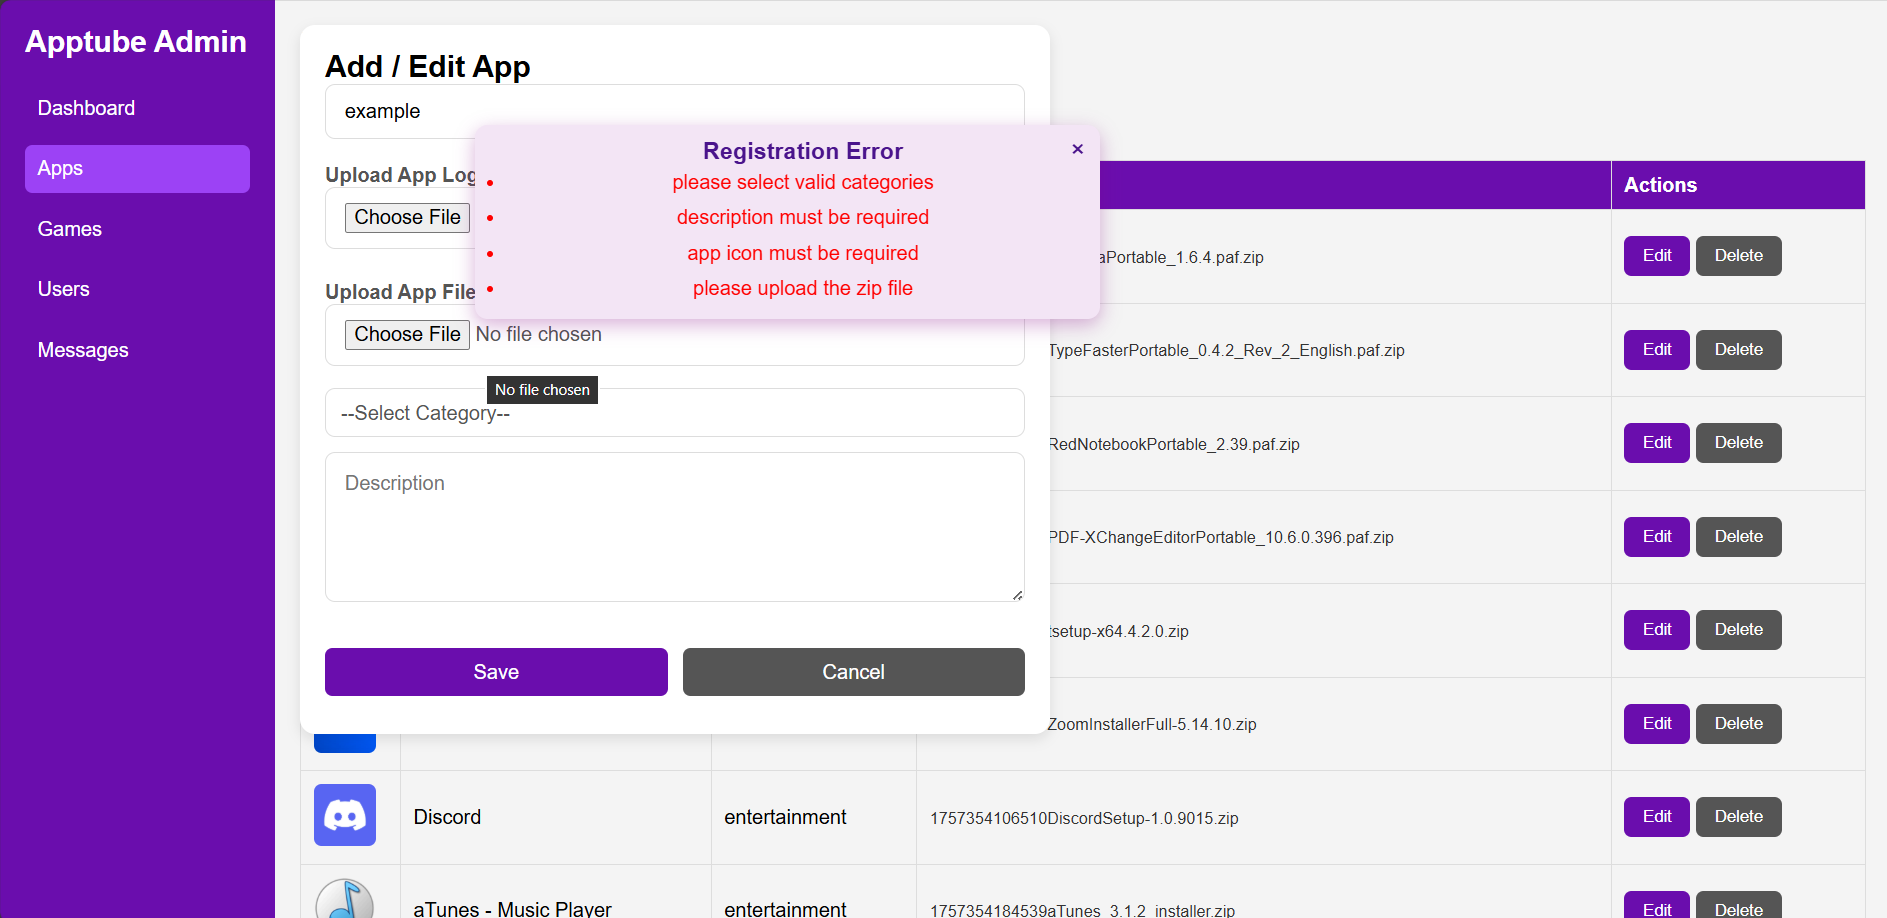 Apptube Admin
Dashboard
Apps
Games
Users
Messages
Add / Edit App
example
Registration Error
×
please select valid categories
description must be required
app icon must be required
please upload the zip file
Upload App Log
Choose File
Upload App File
Choose File No file chosen
No file chosen
--Select Category--
Description
Save Cancel
Actions
aPortable_1.6.4.paf.zip Edit Delete
TypeFasterPortable_0.4.2_Rev_2_English.paf.zip Edit Delete
RedNotebookPortable_2.39.paf.zip Edit Delete
PDF-XChangeEditorPortable_10.6.0.396.paf.zip Edit Delete
tsetup-x64.4.2.0.zip Edit Delete
ZoomInstallerFull-5.14.10.zip Edit Delete
Discord entertainment 1757354106510DiscordSetup-1.0.9015.zip Edit Delete
aTunes - Music Player entertainment 1757354184539aTunes_3.1.2_installer.zip Edit Delete